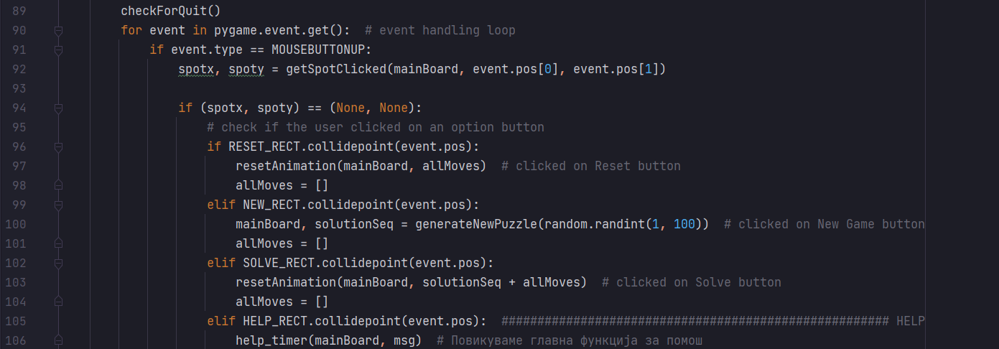 89 checkForQuit()
90 for event in pygame.event.get():  # event handling loop
91 if event.type == MOUSEBUTTONUP:
92 spotx, spoty = getSpotClicked(mainBoard, event.pos[0], event.pos[1])
93
94 if (spotx, spoty) == (None, None):
95 # check if the user clicked on an option button
96 if RESET_RECT.collidepoint(event.pos):
97 resetAnimation(mainBoard, allMoves)  # clicked on Reset button
98 allMoves = []
99 elif NEW_RECT.collidepoint(event.pos):
100 mainBoard, solutionSeq = generateNewPuzzle(random.randint(1, 100))  # clicked on New Game button
101 allMoves = []
102 elif SOLVE_RECT.collidepoint(event.pos):
103 resetAnimation(mainBoard, solutionSeq + allMoves)  # clicked on Solve button
104 allMoves = []
105 elif HELP_RECT.collidepoint(event.pos):  ###################################################### HELP
106 help_timer(mainBoard, msg)  # Повикуваме главна функција за помош